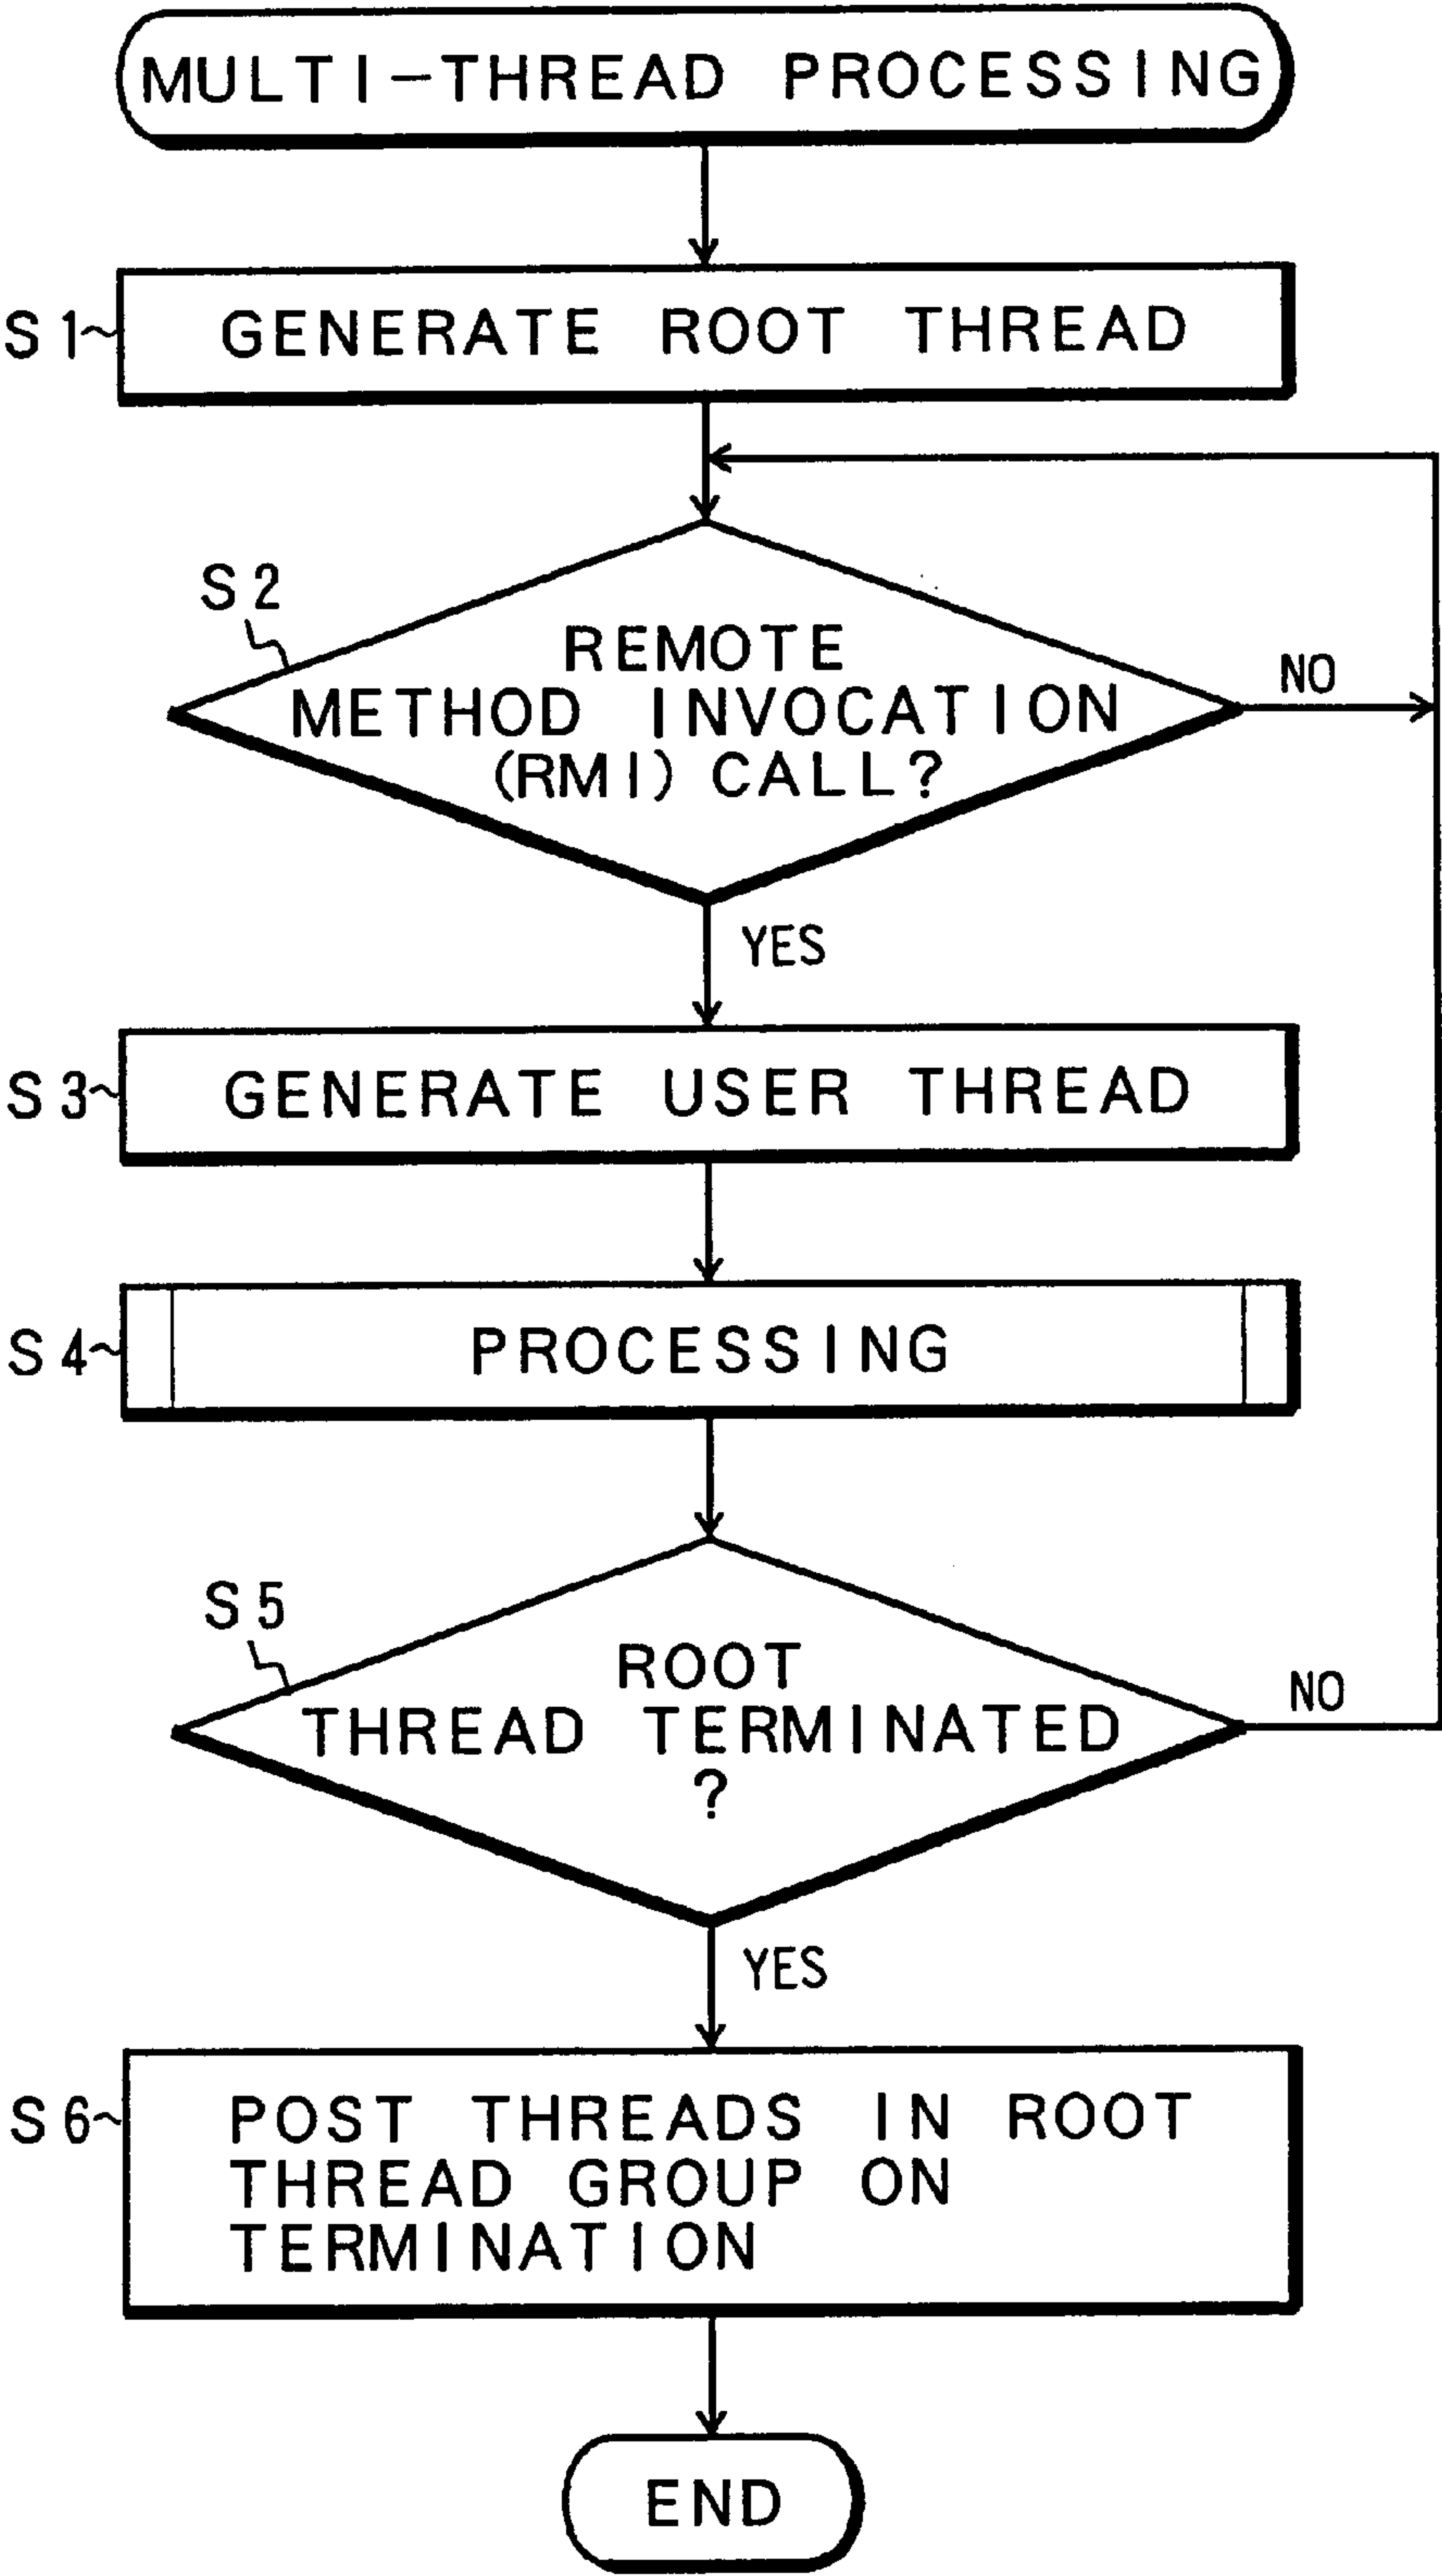 MULTI-THREAD PROCESSING
S1
GENERATE ROOT THREAD
S2
REMOTE
METHOD INVOCATION
(RMI) CALL?
NO
YES
S3
GENERATE USER THREAD
S4
PROCESSING
S5
ROOT
THREAD TERMINATED
?
NO
YES
S6
POST THREADS IN ROOT
THREAD GROUP ON
TERMINATION
END